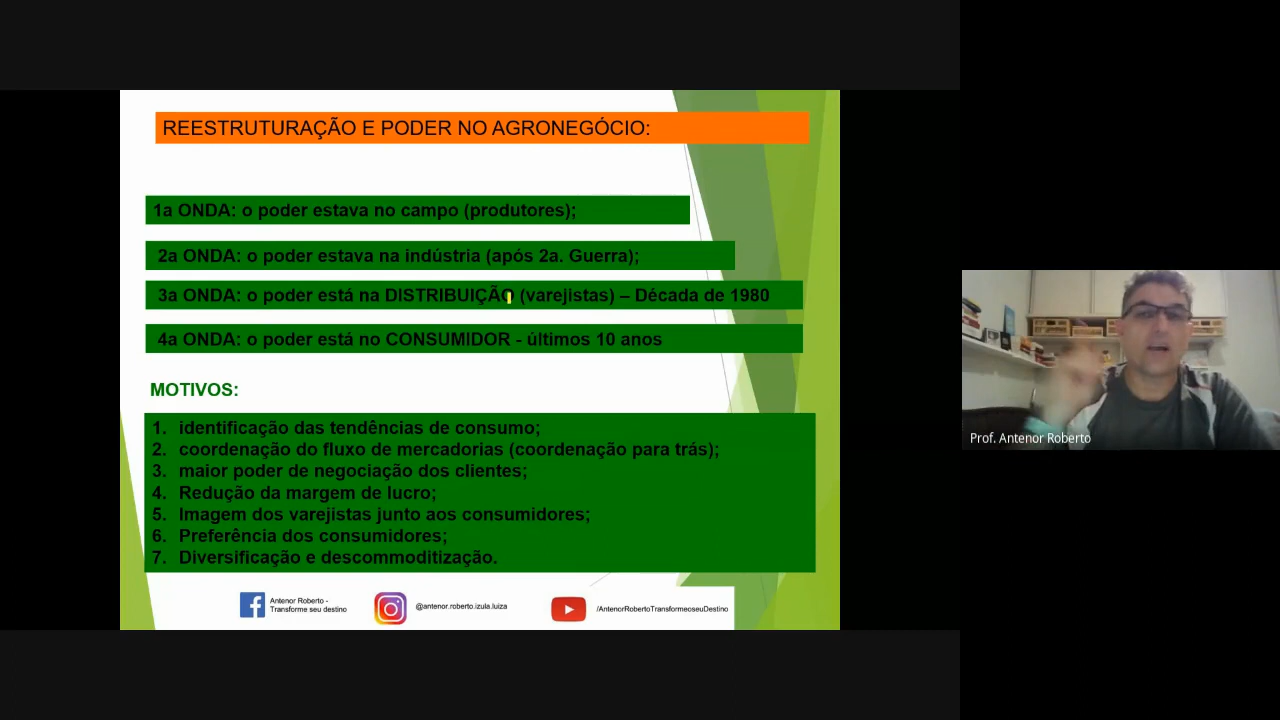 REESTRUTURAÇÃO E PODER NO AGRONEGÓCIO:
1a ONDA: o poder estava no campo (produtores);
2a ONDA: o poder estava na indústria (após 2a. Guerra);
3a ONDA: o poder está na DISTRIBUIÇÃO (varejistas) – Década de 1980
4a ONDA: o poder está no CONSUMIDOR - últimos 10 anos
MOTIVOS:
1. identificação das tendências de consumo;
2. coordenação do fluxo de mercadorias (coordenação para trás);
3. maior poder de negociação dos clientes;
4. Redução da margem de lucro;
5. Imagem dos varejistas junto aos consumidores;
6. Preferência dos consumidores;
7. Diversificação e descommoditização.
Antenor Roberto -
Transforme seu destino
@antenor.roberto.izula.luiza
/AntenorRobertoTransformeoseuDestino
Prof. Antenor Roberto